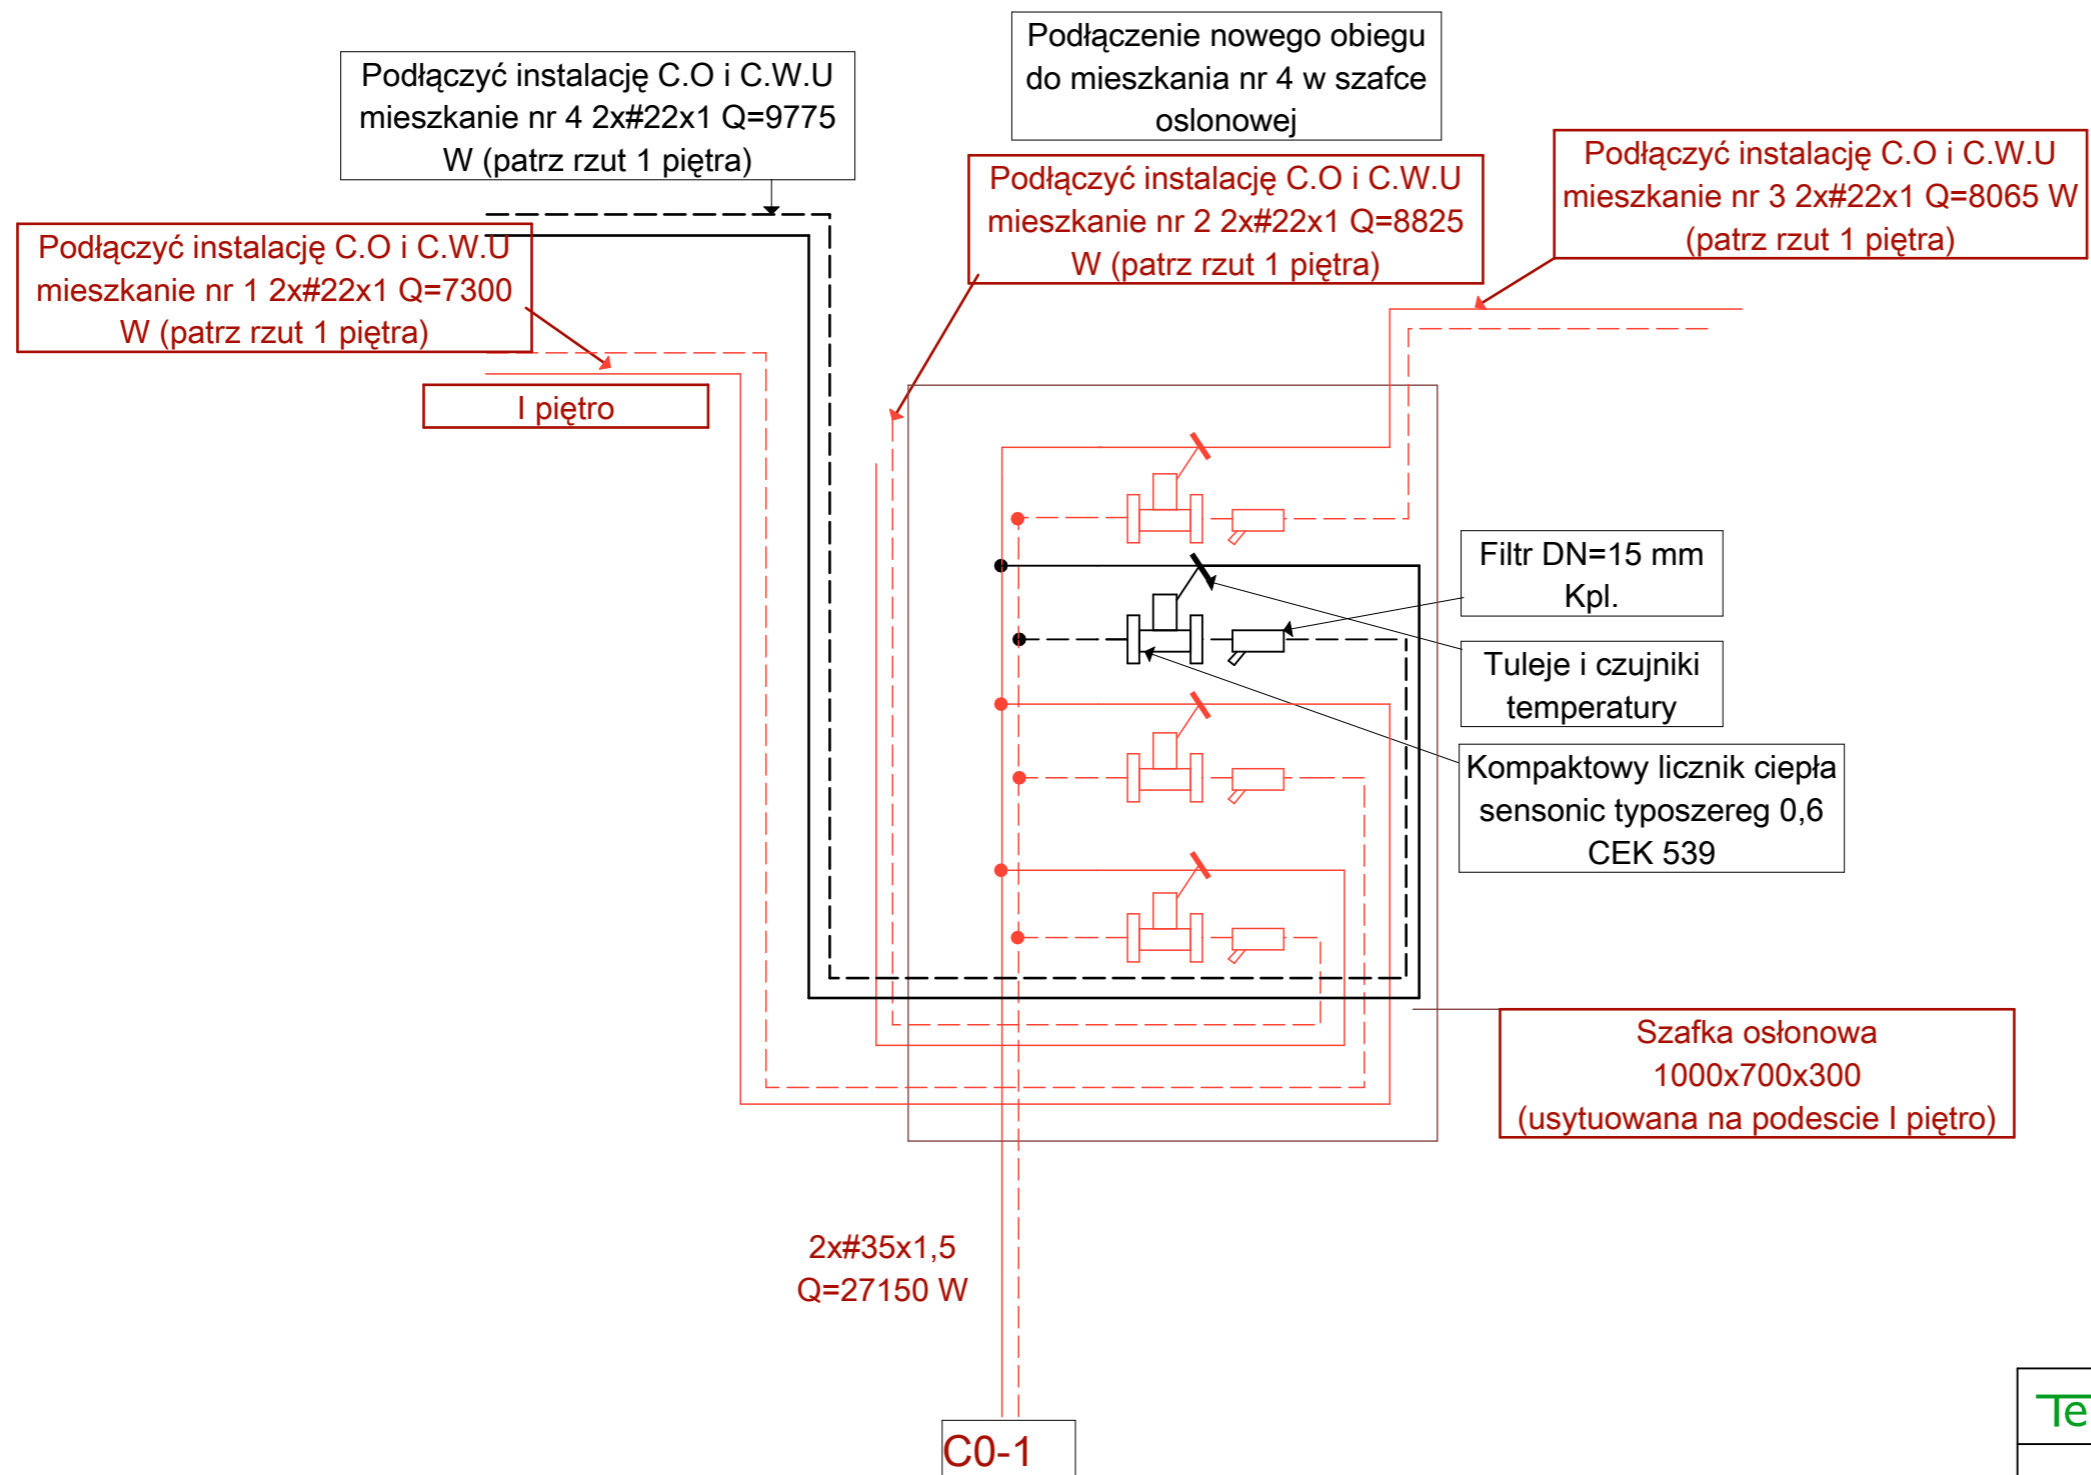 Podłączenie nowego obiegu
do mieszkania nr 4 w szafce
oslonowej
Podłączyć instalację C.O i C.W.U
mieszkanie nr 4 2x#22x1 Q=9775
W (patrz rzut 1 piętra)
Podłączyć instalację C.O i C.W.U
mieszkanie nr 3 2x#22x1 Q=8065 W
(patrz rzut 1 piętra)
Podłączyć instalację C.O i C.W.U
mieszkanie nr 2 2x#22x1 Q=8825
W (patrz rzut 1 piętra)
Podłączyć instalację C.O i C.W.U
mieszkanie nr 1 2x#22x1 Q=7300
W (patrz rzut 1 piętra)
I piętro
Filtr DN=15 mm
Kpl.
Tuleje i czujniki
temperatury
Kompaktowy licznik ciepła
sensonic typoszereg 0,6
CEK 539
Szafka osłonowa
1000x700x300
(usytuowana na podescie I piętro)
2x#35x1,5
Q=27150 W
C0-1
Te